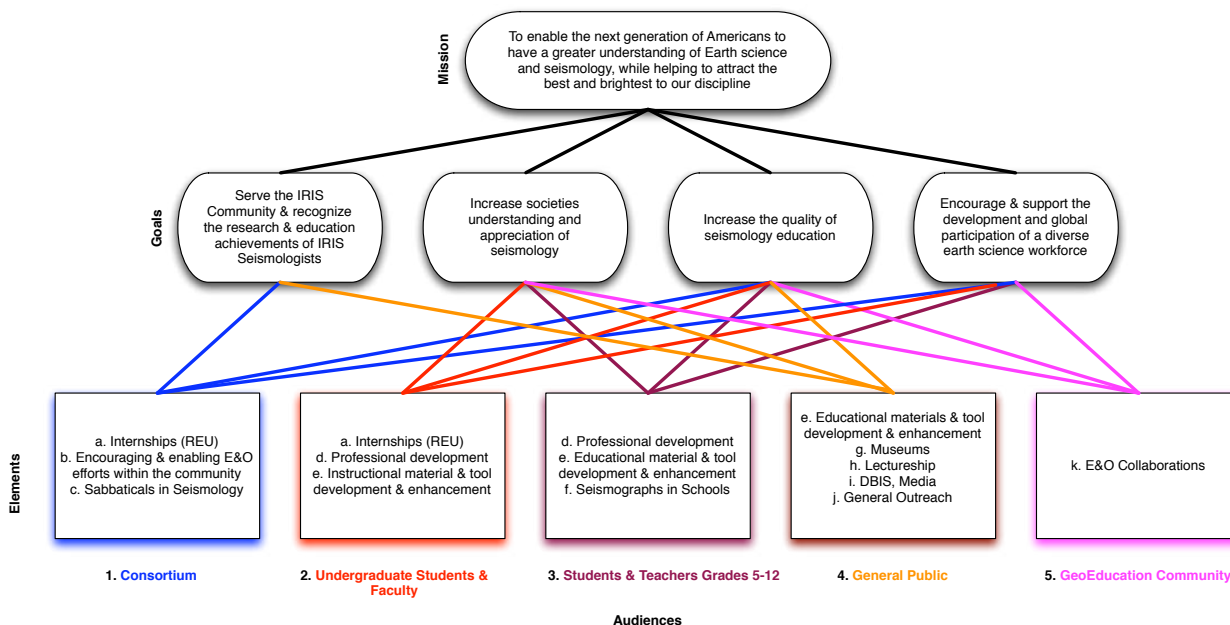 Mission
To enable the next generation of Americans to
have a greater understanding of Earth science
and seismology, while helping to attract the
best and brightest to our discipline
Goals
Serve the IRIS
Community & recognize
the research & education
achievements of IRIS
Seismologists
Increase societies
understanding and
appreciation of
seismology
Increase the quality of
seismology education
Encourage & support the
development and global
participation of a diverse
earth science workforce
Elements
a. Internships (REU)
b. Encouraging & enabling E&O
efforts within the community
c. Sabbaticals in Seismology
a. Internships (REU)
d. Professional development
e. Instructional material & tool
development & enhancement
d. Professional development
e. Educational material & tool
development & enhancement
f. Seismographs in Schools
e. Educational materials & tool
development & enhancement
g. Museums
h. Lectureship
i. DBIS, Media
j. General Outreach
k. E&O Collaborations
1. Consortium
2. Undergraduate Students &
Faculty
3. Students & Teachers Grades 5-12
4. General Public
5. GeoEducation Community
Audiences